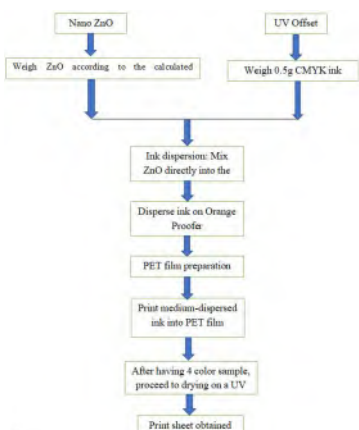 Nano ZnO
UV Offset
Weigh ZnO according to the calculated
Weigh 0.5g CMYK ink
Ink dispersion: Mix
ZnO directly into the
Disperse ink on Orange
Proofer
PET film preparation
Print medium-dispersed
ink into PET film
After having 4 color sample,
proceed to drying on a UV
Print sheet obtained